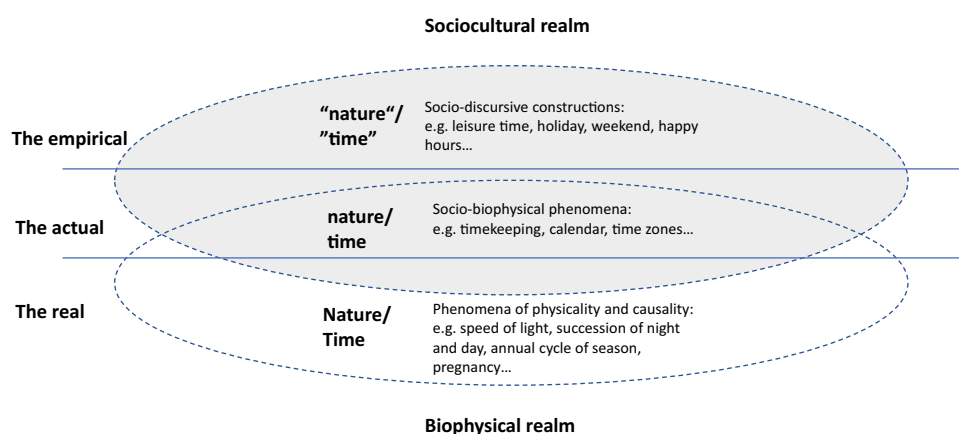 Sociocultural realm
The empirical
“nature“/
”time”
Socio-discursive constructions:
e.g. leisure time, holiday, weekend, happy
hours...
The actual
nature/
time
Socio-biophysical phenomena:
e.g. timekeeping, calendar, time zones...
The real
Nature/
Time
Phenomena of physicality and causality:
e.g. speed of light, succession of night
and day, annual cycle of season,
pregnancy...
Biophysical realm